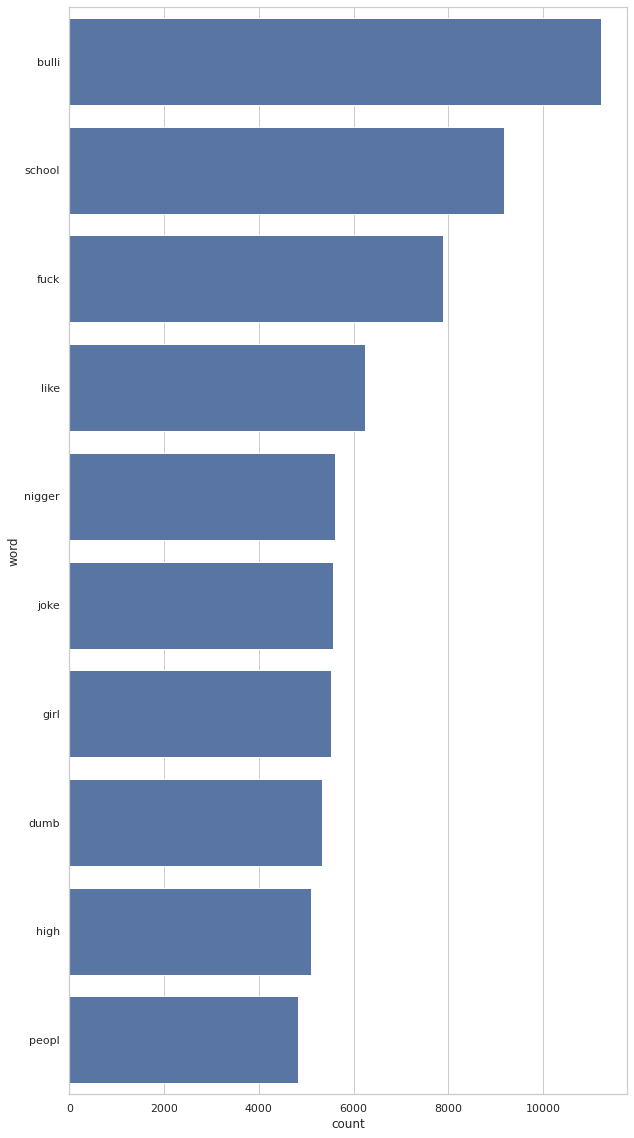 bulli
school
fuck
like
nigger
joke
girl
dumb
high
peopl
word
0 2000 4000 6000 8000 10000
count